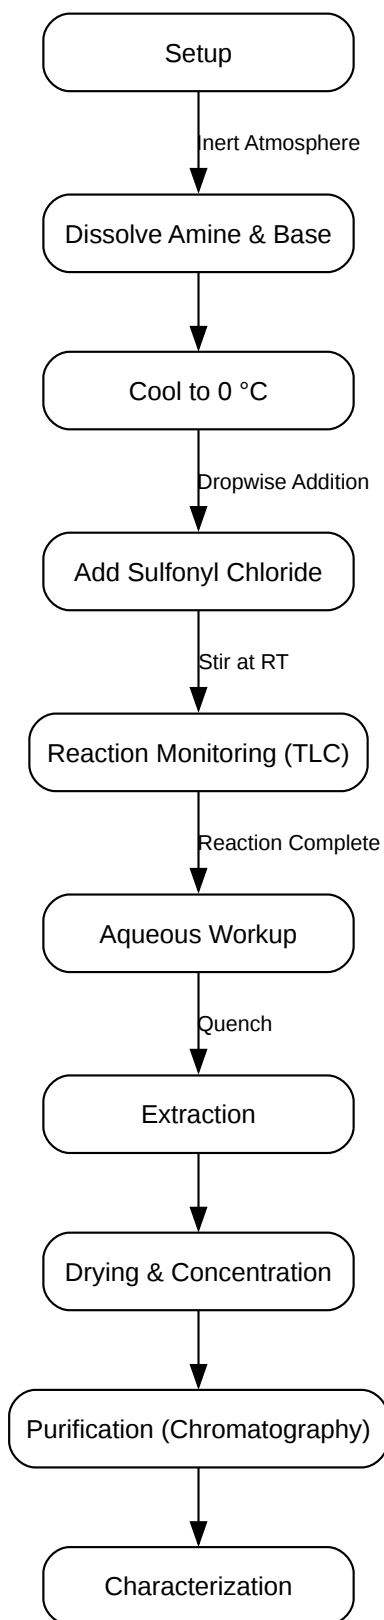 Setup
Inert Atmosphere
Dissolve Amine & Base
Cool to 0 °C
Dropwise Addition
Add Sulfonyl Chloride
Stir at RT
Reaction Monitoring (TLC)
Reaction Complete
Aqueous Workup
Quench
Extraction
Drying & Concentration
Purification (Chromatography)
Characterization